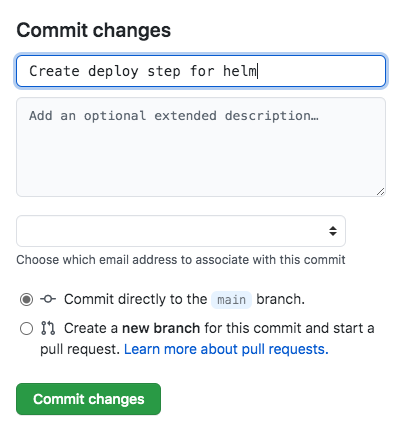 Commit changes
Create deploy step for helm
Add an optional extended description…
Choose which email address to associate with this commit
Commit directly to the main branch.
Create a new branch for this commit and start a
pull request. Learn more about pull requests.
Commit changes